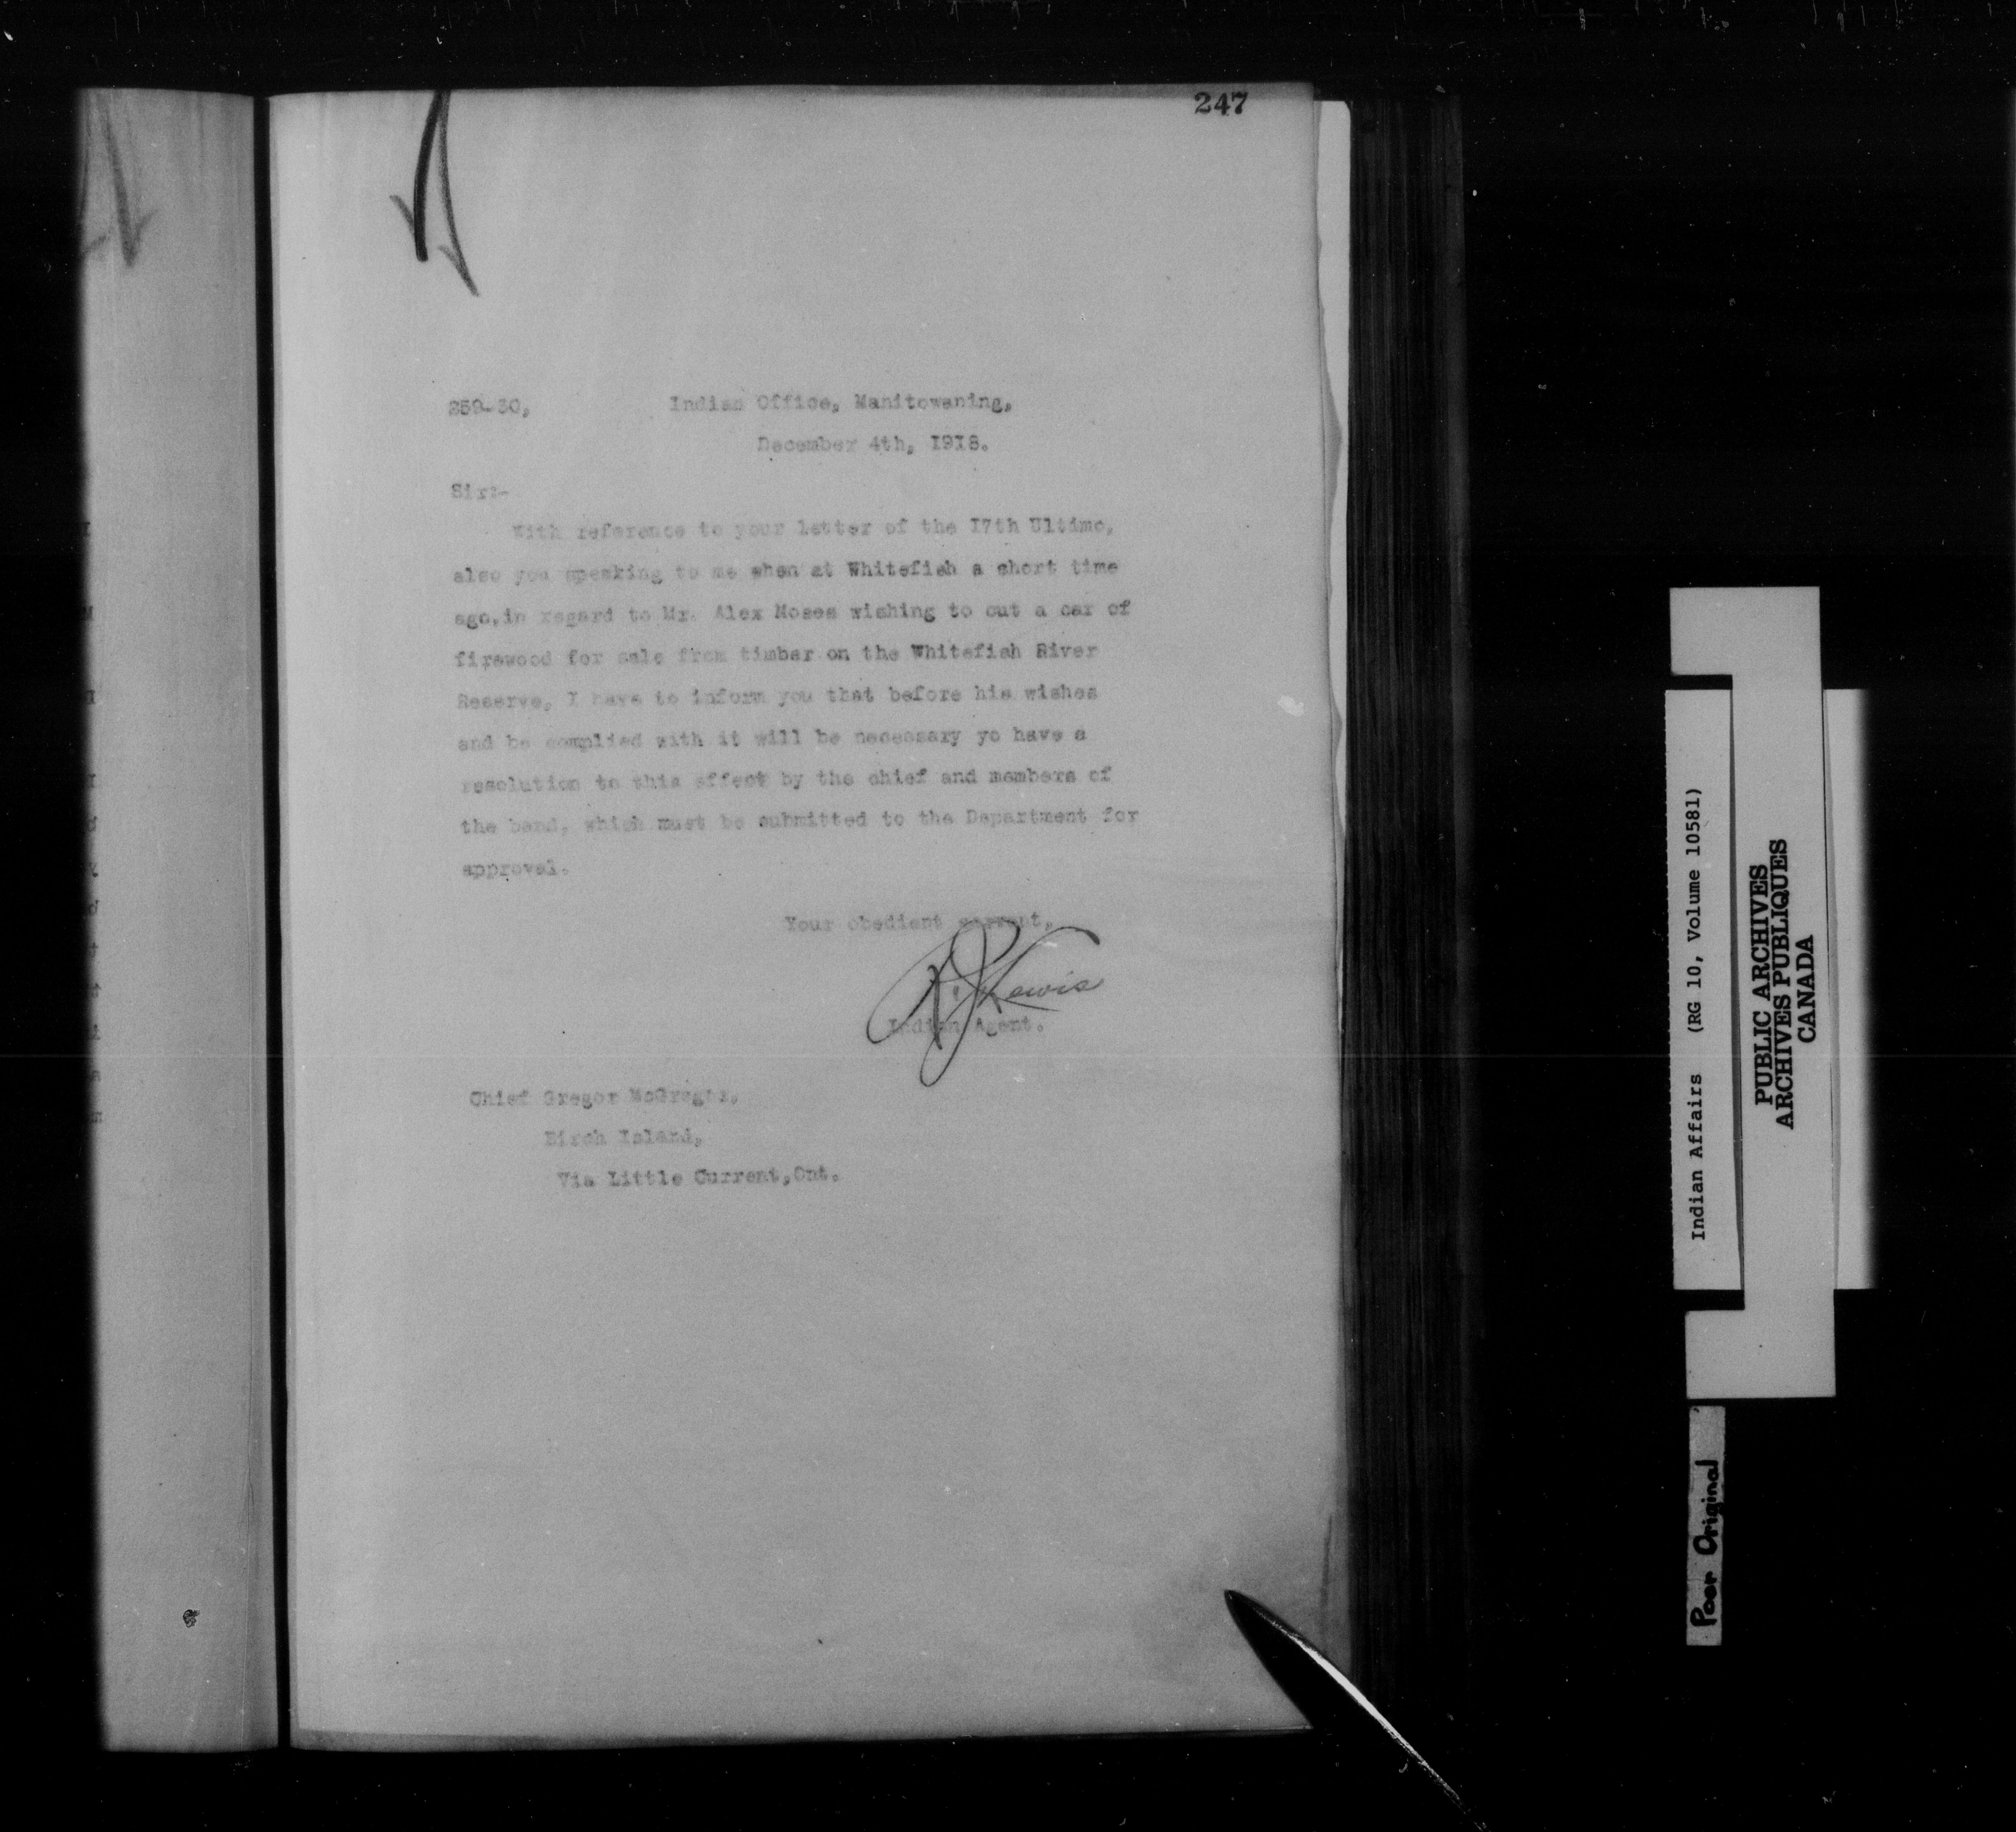 247
259-30,
Indian Office, Manitowaning,
December 4th, 1918.
Sir:-
With reference to your letter of the 17th Ultimo,
also you speaking to me when at Whitefish a short time
ago,in regard to Mr. Alex Moses wishing to cut a car of
firewood for sale from timber on the Whitefish River
Reserve, I have to inform you that before his wishes
and be complied with it will be necessary yo have a
resolution to this effect by the chief and members of
the band, which must be submitted to the Department for
approval.
Your obedient servant,
Lewis
Indian Agent.
Chief Gregor McGregor,
Birch Island,
Via Little Current,Ont.
Indian Affairs (RG 10, Volume 10581)
PUBLIC ARCHIVES
ARCHIVES PUBLIQUES
CANADA
Poor Original